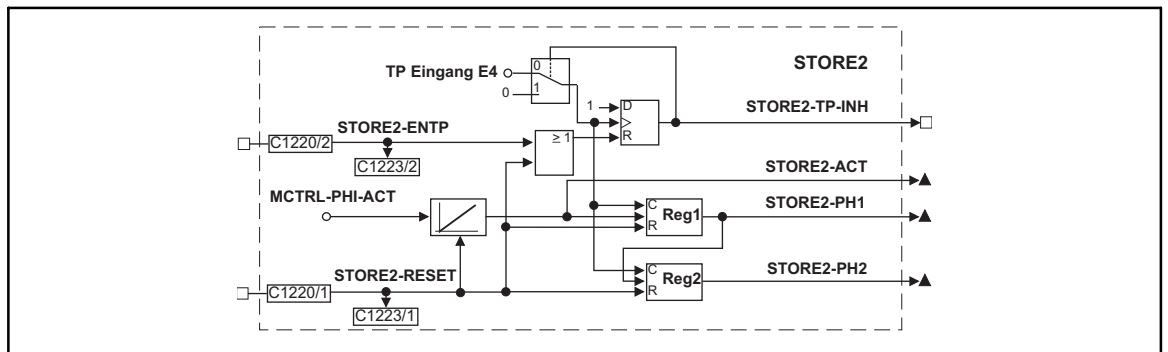 STORE2
TP Eingang E4
0
1
0
1
D
R
STORE2-TP-INH
STORE2-ENTP
C1220/2
≥ 1
C1223/2
STORE2-ACT
MCTRL-PHI-ACT
C
Reg1
R
STORE2-PH1
STORE2-RESET
C
Reg2
R
STORE2-PH2
C1220/1
C1223/1